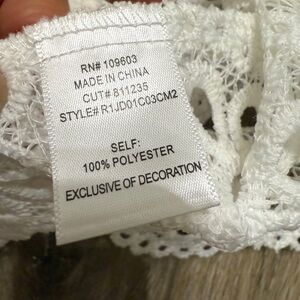 RN# 109603
MADE IN CHINA
CUT# 811235
STYLE# R1JD01C03CM2
SELF:
100% POLYESTER
EXCLUSIVE OF DECORATION